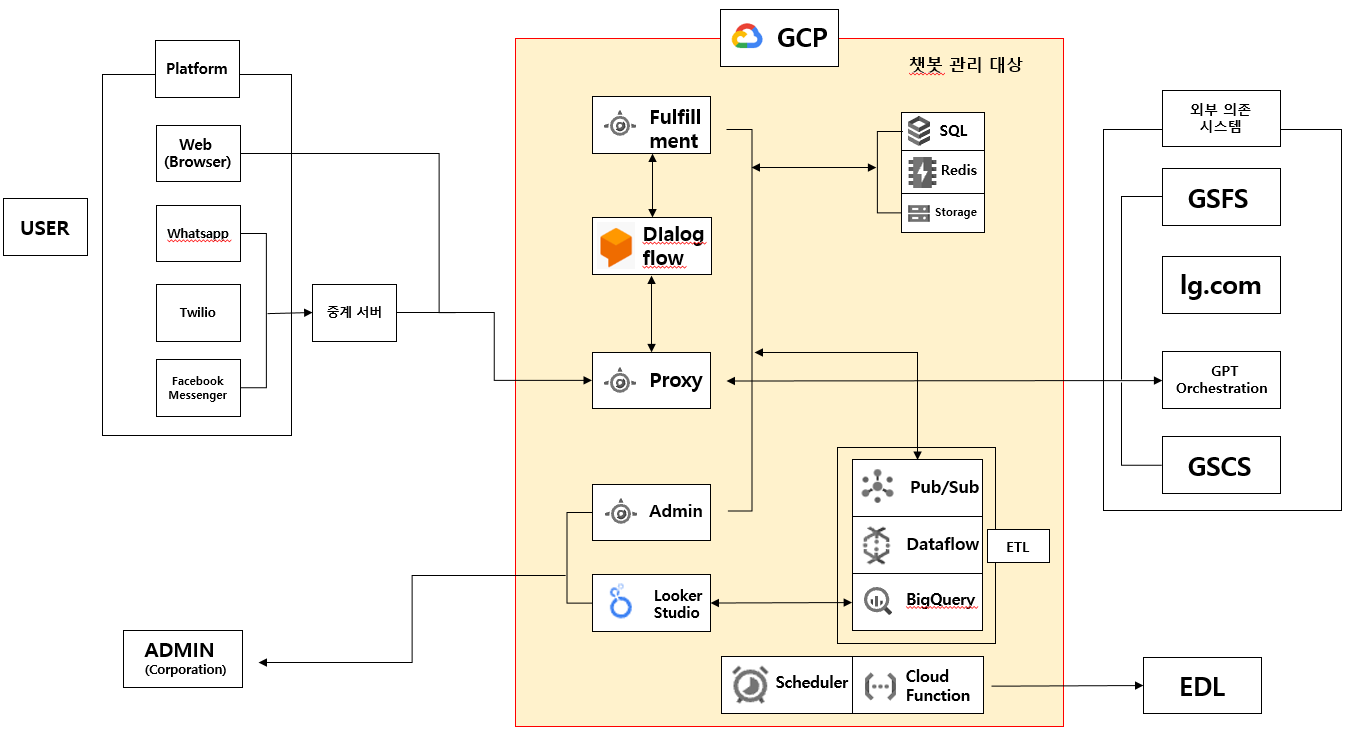 GCP
챗봇 관리 대상
Platform
Web
(Browser)
Whatsapp
Twilio
Facebook
Messenger
USER
중계 서버
Fulfill
ment
DIalog
flow
Proxy
Admin
Looker
Studio
SQL
Redis
Storage
Pub/Sub
Dataflow
BigQuery
ETL
Scheduler
Cloud
Function
외부 의존
시스템
GSFS
lg.com
GPT
Orchestration
GSCS
EDL
ADMIN
(Corporation)